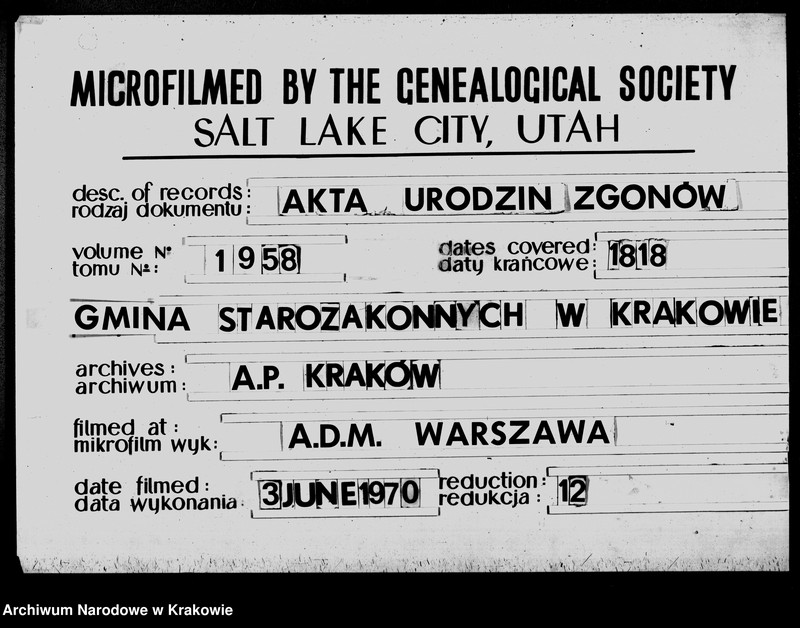 MICROFILMED BY THE GENEALOGICAL SOCIETY
SALT LAKE CITY, UTAH
desc. of records:
rodzaj dokumentu: AKTA URODZIN ZGONÓW
volume Nº
tomu Nº: 1958
dates covered:
daty krańcowe: 1818
GMINA STAROZAKONNYCH W KRAKOWIE
archives:
archiwum: A.P. KRAKÓW
filmed at:
mikrofilm wyk: A.D.M. WARSZAWA
date filmed:
data wykonania. 3 JUNE 1970
reduction:
redukcja: 12
Archiwum Narodowe w Krakowie